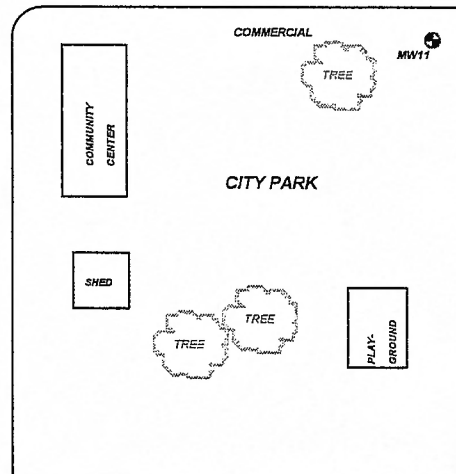 COMMERCIAL
MW11
TREE
COMMUNITY
CENTER
CITY PARK
SHED
TREE
TREE
PLAY-
GROUND